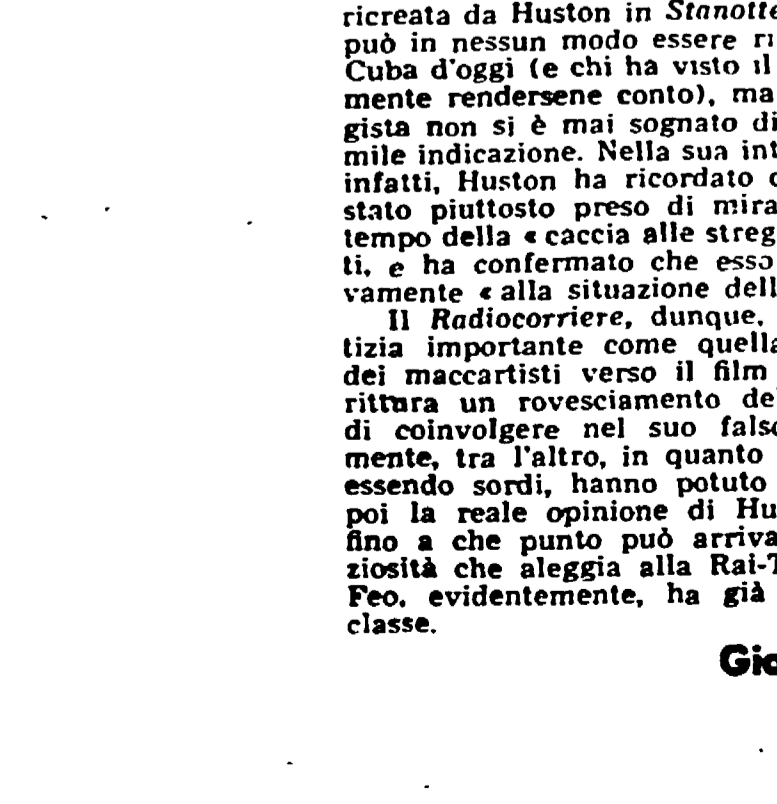 ricreata da Huston in Stanotte
può in nessun modo essere ri
Cuba d'oggi (e chi ha visto il
mente rendersene conto), ma
gista non si è mai sognato di
mile indicazione. Nella sua int
infatti, Huston ha ricordato
stato piuttosto preso di mira
tempo della « caccia alle streg
ti, e ha confermato che esso
vamente « alla situazione dell
Il Radiocorriere, dunque,
tizia importante come quella
dei maccartisti verso il film
rittura un rovesciamento de
di coinvolgere nel suo falso
mente, tra l'altro, in quanto
essendo sordi, hanno potuto
poi la reale opinione di Hu
fino a che punto può arriva
ziosità che aleggia alla Rai-T
Feo, evidentemente, ha già
classe.
Gio